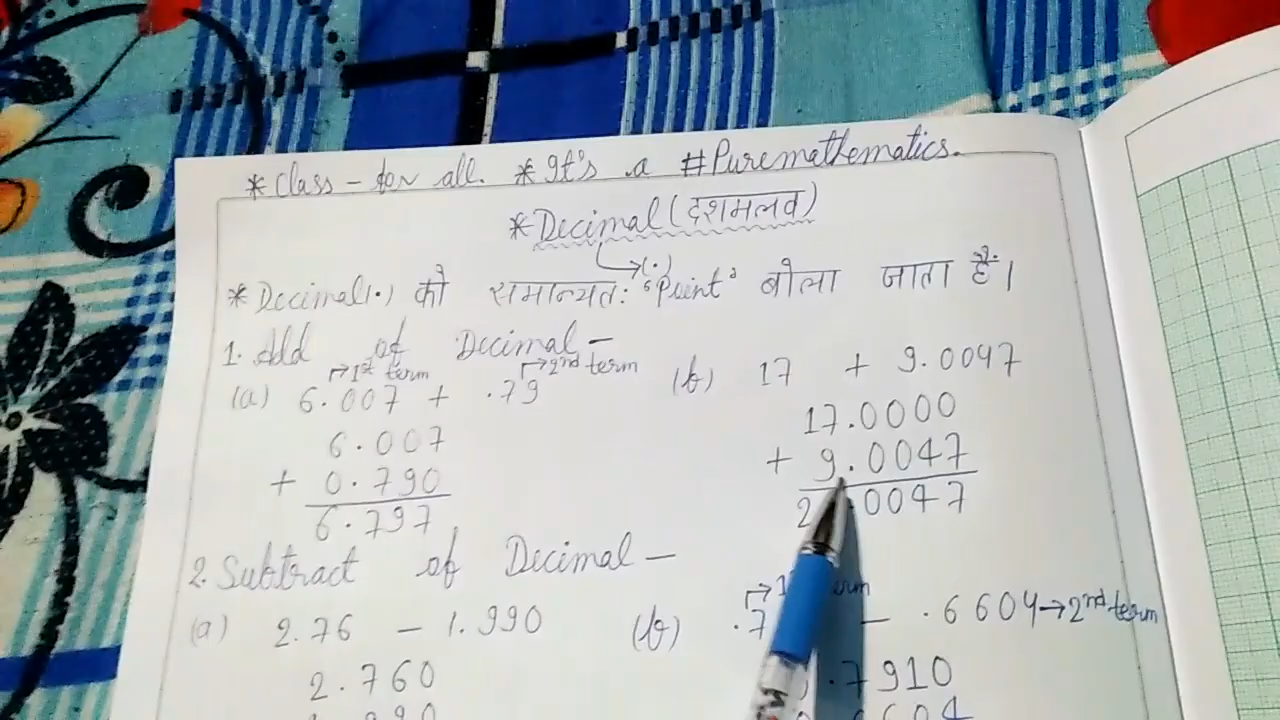 * Class - for all. * It's a #Puremathematics.
* Decimal (दशमलव)
→(.)
* Decimal(.) को समान्यतः "Point" बोला जाता हैं।
1. Add of Decimal-
→1st term →2nd term
(a) 6.007 + .79
6.007
+ 0.790
6.797
(b) 17 + 9.0047
17.0000
+ 9.0047
2 .0047
2. Subtract of Decimal-
(a) 2.76 - 1.990
2.760
(b) .7 - .6604→2nd term
.7910